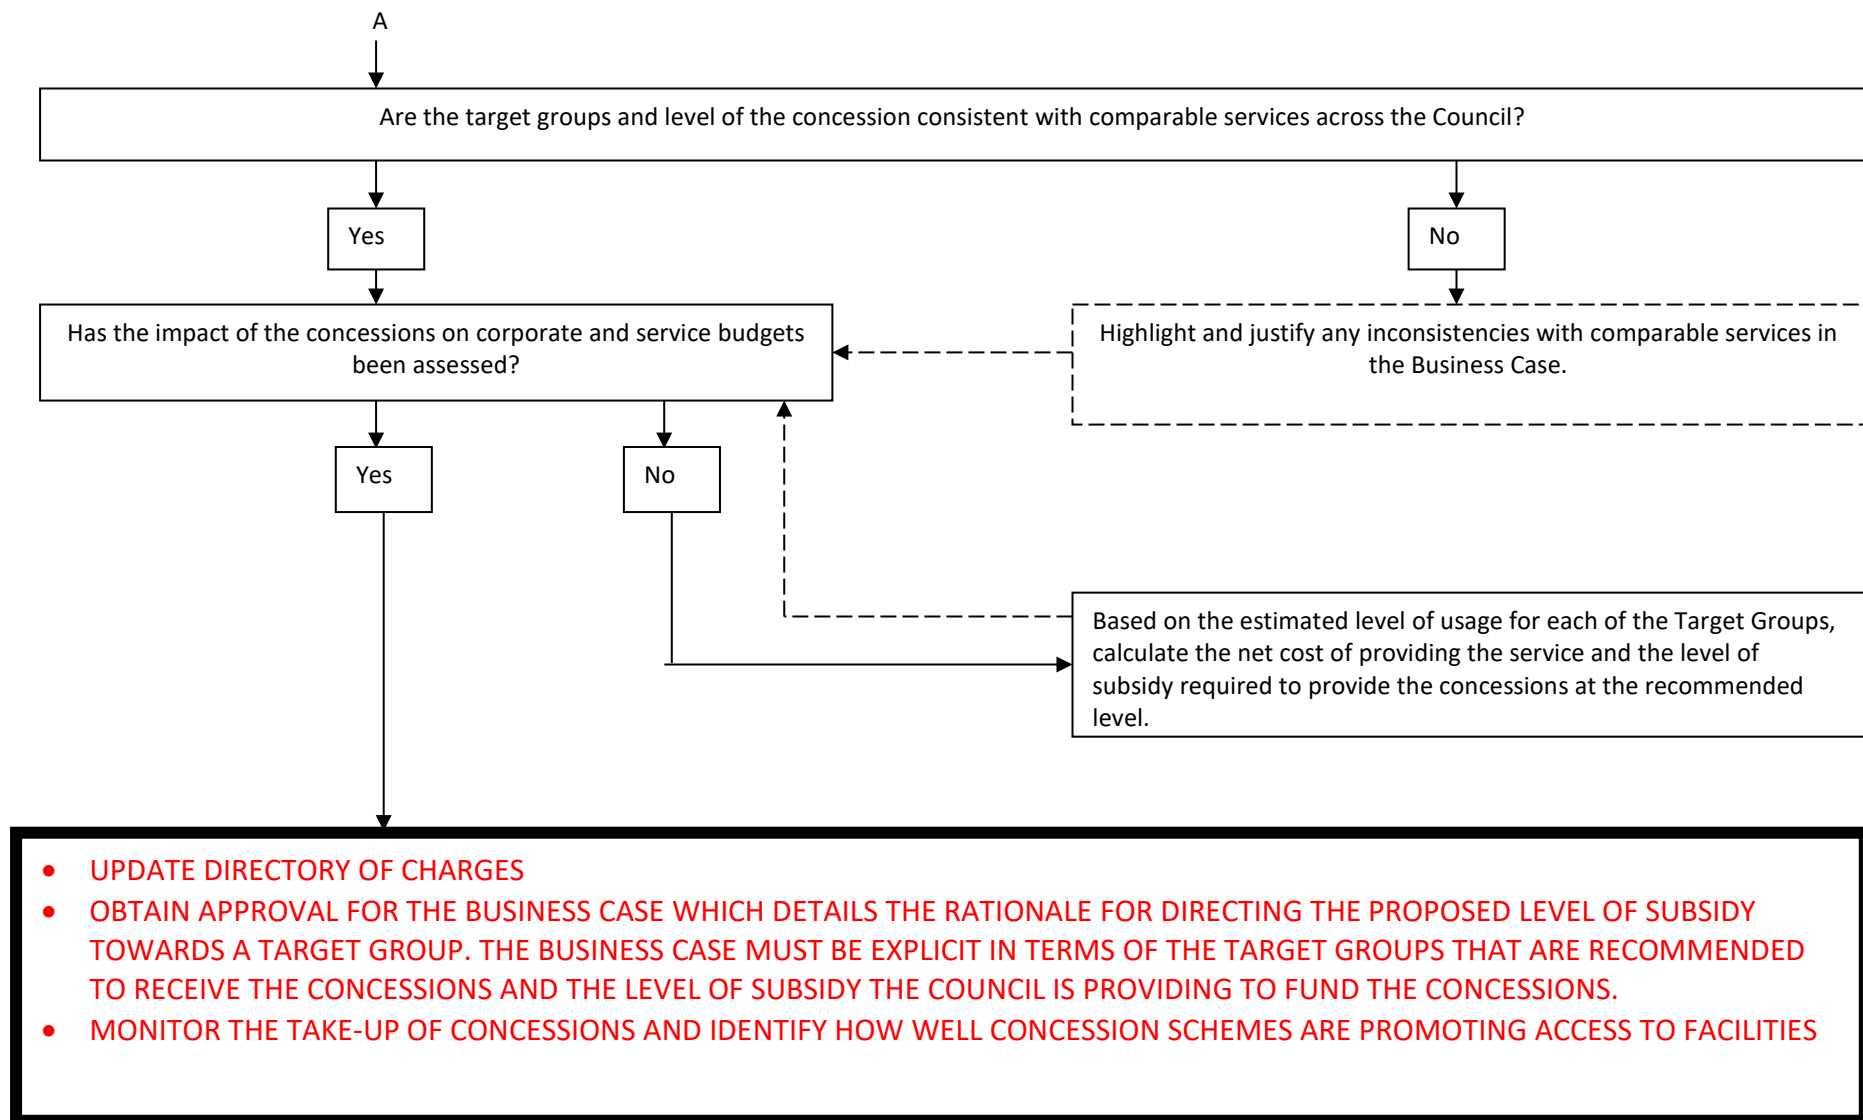 A
Are the target groups and level of the concession consistent with comparable services across the Council?
Yes
No
Has the impact of the concessions on corporate and service budgets
been assessed?
Highlight and justify any inconsistencies with comparable services in
the Business Case.
Yes
No
Based on the estimated level of usage for each of the Target Groups,
calculate the net cost of providing the service and the level of
subsidy required to provide the concessions at the recommended
level.
• UPDATE DIRECTORY OF CHARGES
• OBTAIN APPROVAL FOR THE BUSINESS CASE WHICH DETAILS THE RATIONALE FOR DIRECTING THE PROPOSED LEVEL OF SUBSIDY
TOWARDS A TARGET GROUP. THE BUSINESS CASE MUST BE EXPLICIT IN TERMS OF THE TARGET GROUPS THAT ARE RECOMMENDED
TO RECEIVE THE CONCESSIONS AND THE LEVEL OF SUBSIDY THE COUNCIL IS PROVIDING TO FUND THE CONCESSIONS.
• MONITOR THE TAKE-UP OF CONCESSIONS AND IDENTIFY HOW WELL CONCESSION SCHEMES ARE PROMOTING ACCESS TO FACILITIES